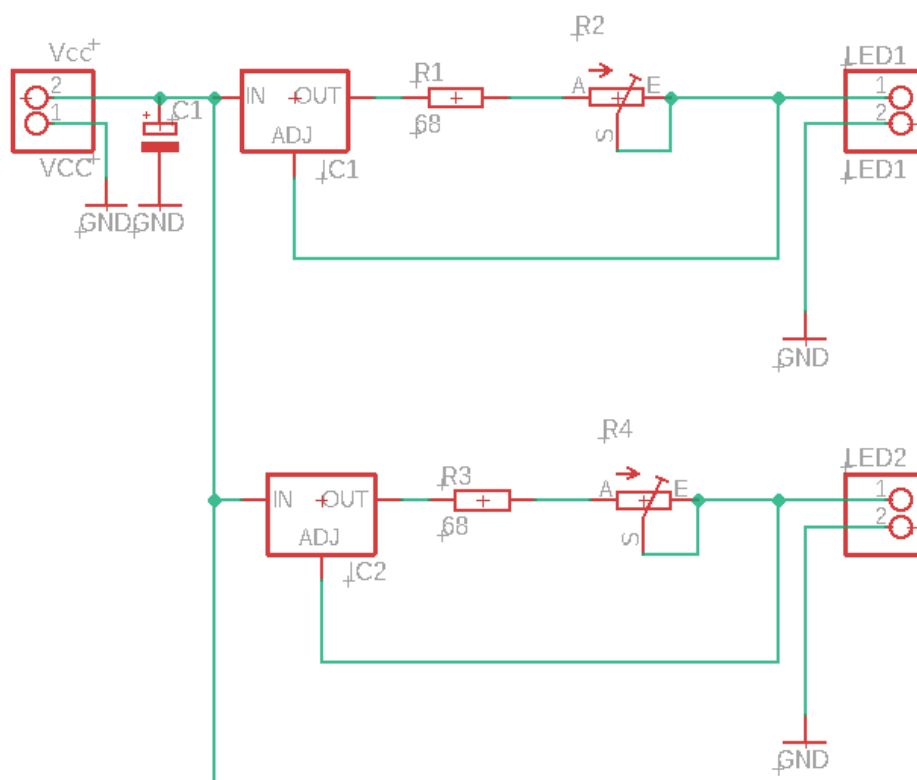 Vcc
2
1
VCC
GND
C1
GND
IN
OUT
ADJ
IC1
R1
68
R2
A
E
S
LED1
1
2
LED1
GND
IN
OUT
ADJ
IC2
R3
68
R4
A
E
S
LED2
1
2
GND